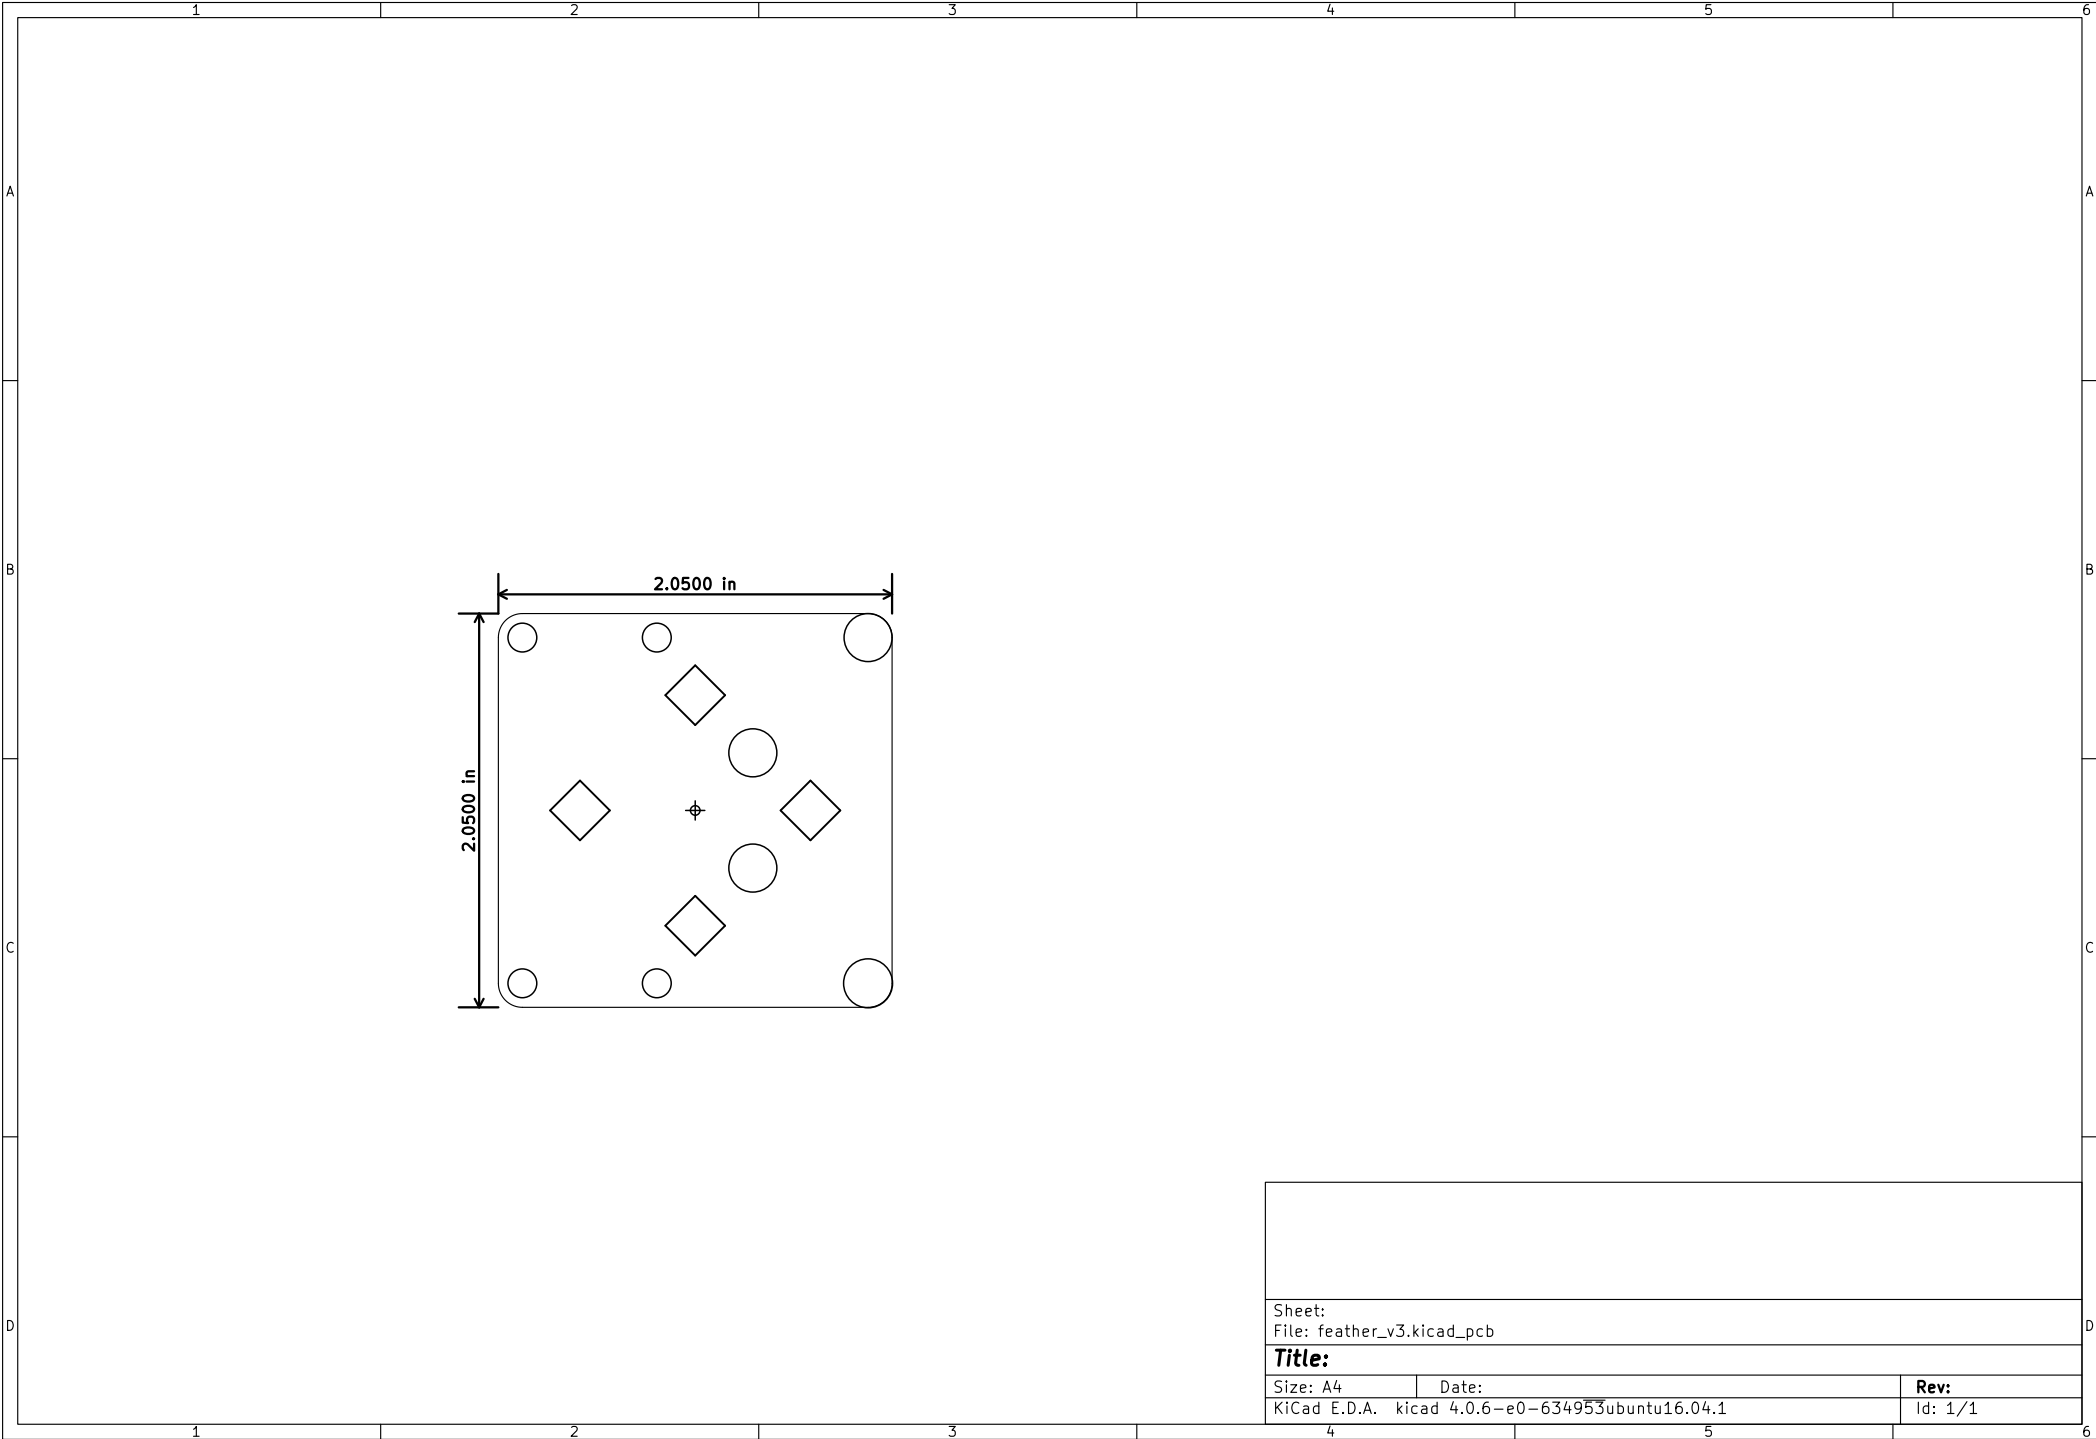 1 2 3 4 5 6
A A
B B
2.0500 in
2.0500 in
C C
Sheet:
File: feather_v3.kicad_pcb
D D
Title:
Size: A4 Date: Rev:
KiCad E.D.A. kicad 4.0.6-e0-634953ubuntu16.04.1 Id: 1/1
1 2 3 4 5 6